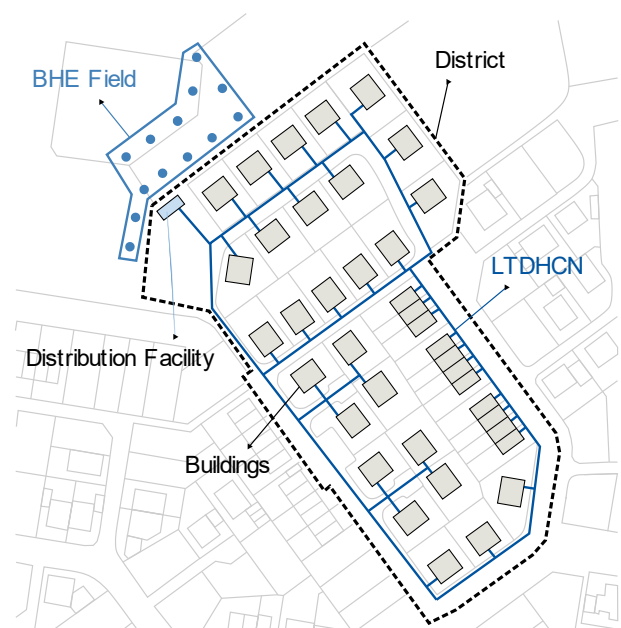 District
BHE Field
LTDHCN
Distribution Facility
Buildings